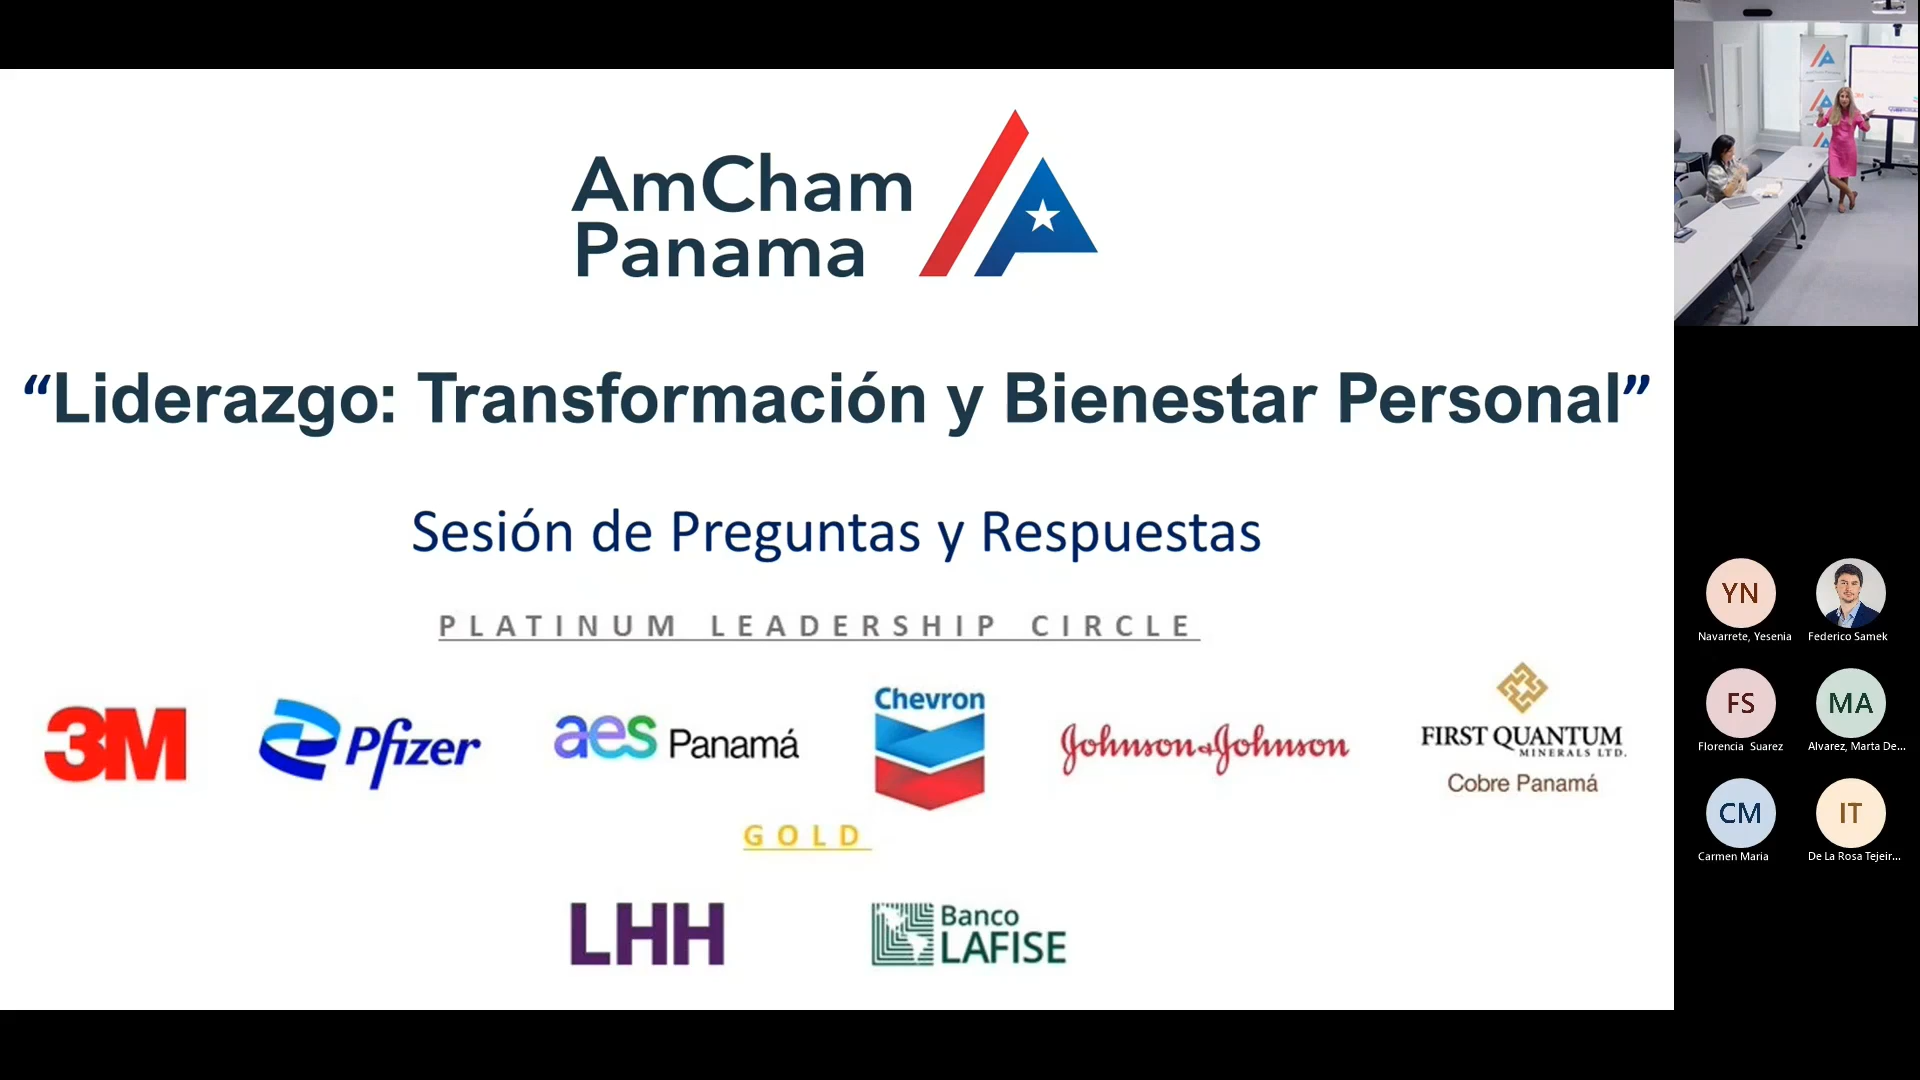 AmCham
Panama
“Liderazgo: Transformación y Bienestar Personal”
Sesión de Preguntas y Respuestas
PLATINUM LEADERSHIP CIRCLE
3M
Pfizer
aes Panamá
Chevron
Johnson & Johnson
FIRST QUANTUM
MINERALS LTD.
Cobre Panamá
GOLD
LHH
Banco
LAFISE
YN
Navarrete, Yesenia
Federico Samek
FS
Florencia Suarez
MA
Alvarez, Marta De...
CM
Carmen Maria
IT
De La Rosa Tejeir...